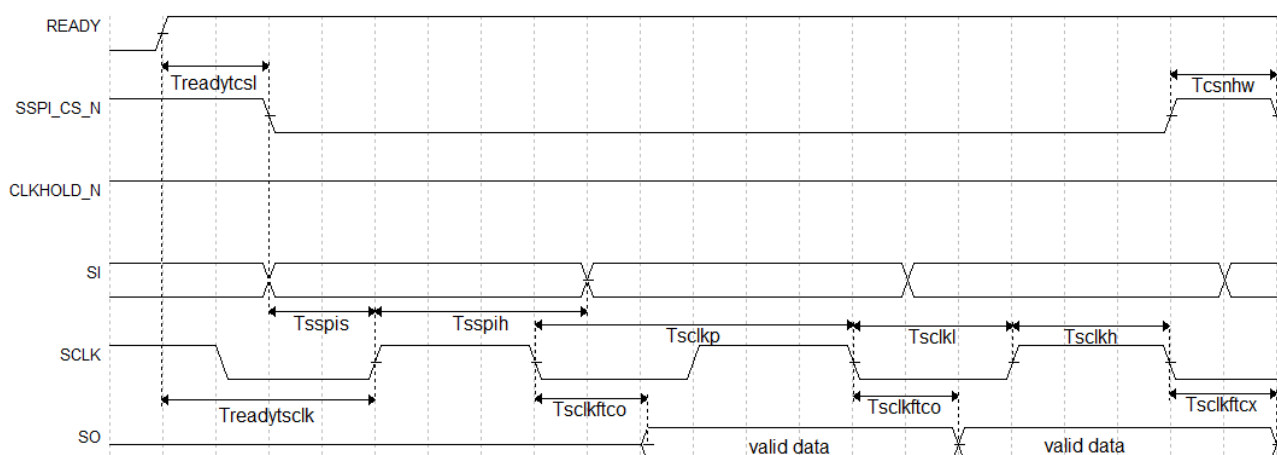 READY
Treadytcsl
Tcsnhw
SSPI_CS_N
CLKHOLD_N
SI
Tsspis
Tsspih
Tsclkp
Tsclkl
Tsclkh
SCLK
Treadytsclk
Tsclkftco
Tsclkftco
Tsclkftcx
SO
valid data
valid data